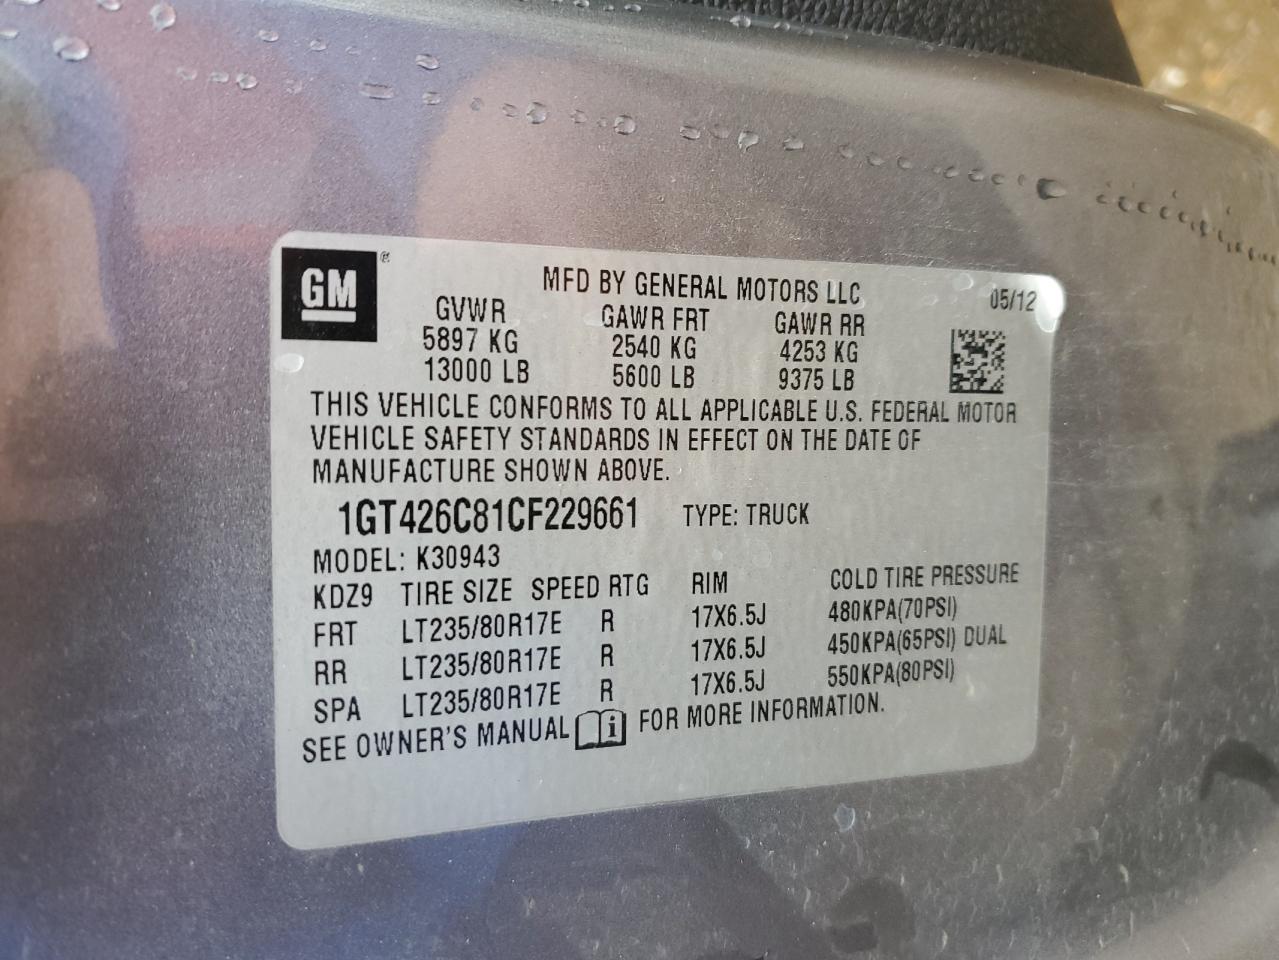 GM ®
MFD BY GENERAL MOTORS LLC 05/12
GVWR GAWR FRT GAWR RR
5897 KG 2540 KG 4253 KG
13000 LB 5600 LB 9375 LB
THIS VEHICLE CONFORMS TO ALL APPLICABLE U.S. FEDERAL MOTOR
VEHICLE SAFETY STANDARDS IN EFFECT ON THE DATE OF
MANUFACTURE SHOWN ABOVE.
1GT426C81CF229661 TYPE: TRUCK
MODEL: K30943
KDZ9 TIRE SIZE SPEED RTG RIM COLD TIRE PRESSURE
FRT LT235/80R17E R 17X6.5J 480KPA(70PSI)
RR LT235/80R17E R 17X6.5J 450KPA(65PSI) DUAL
SPA LT235/80R17E R 17X6.5J 550KPA(80PSI)
SEE OWNER'S MANUAL i FOR MORE INFORMATION.